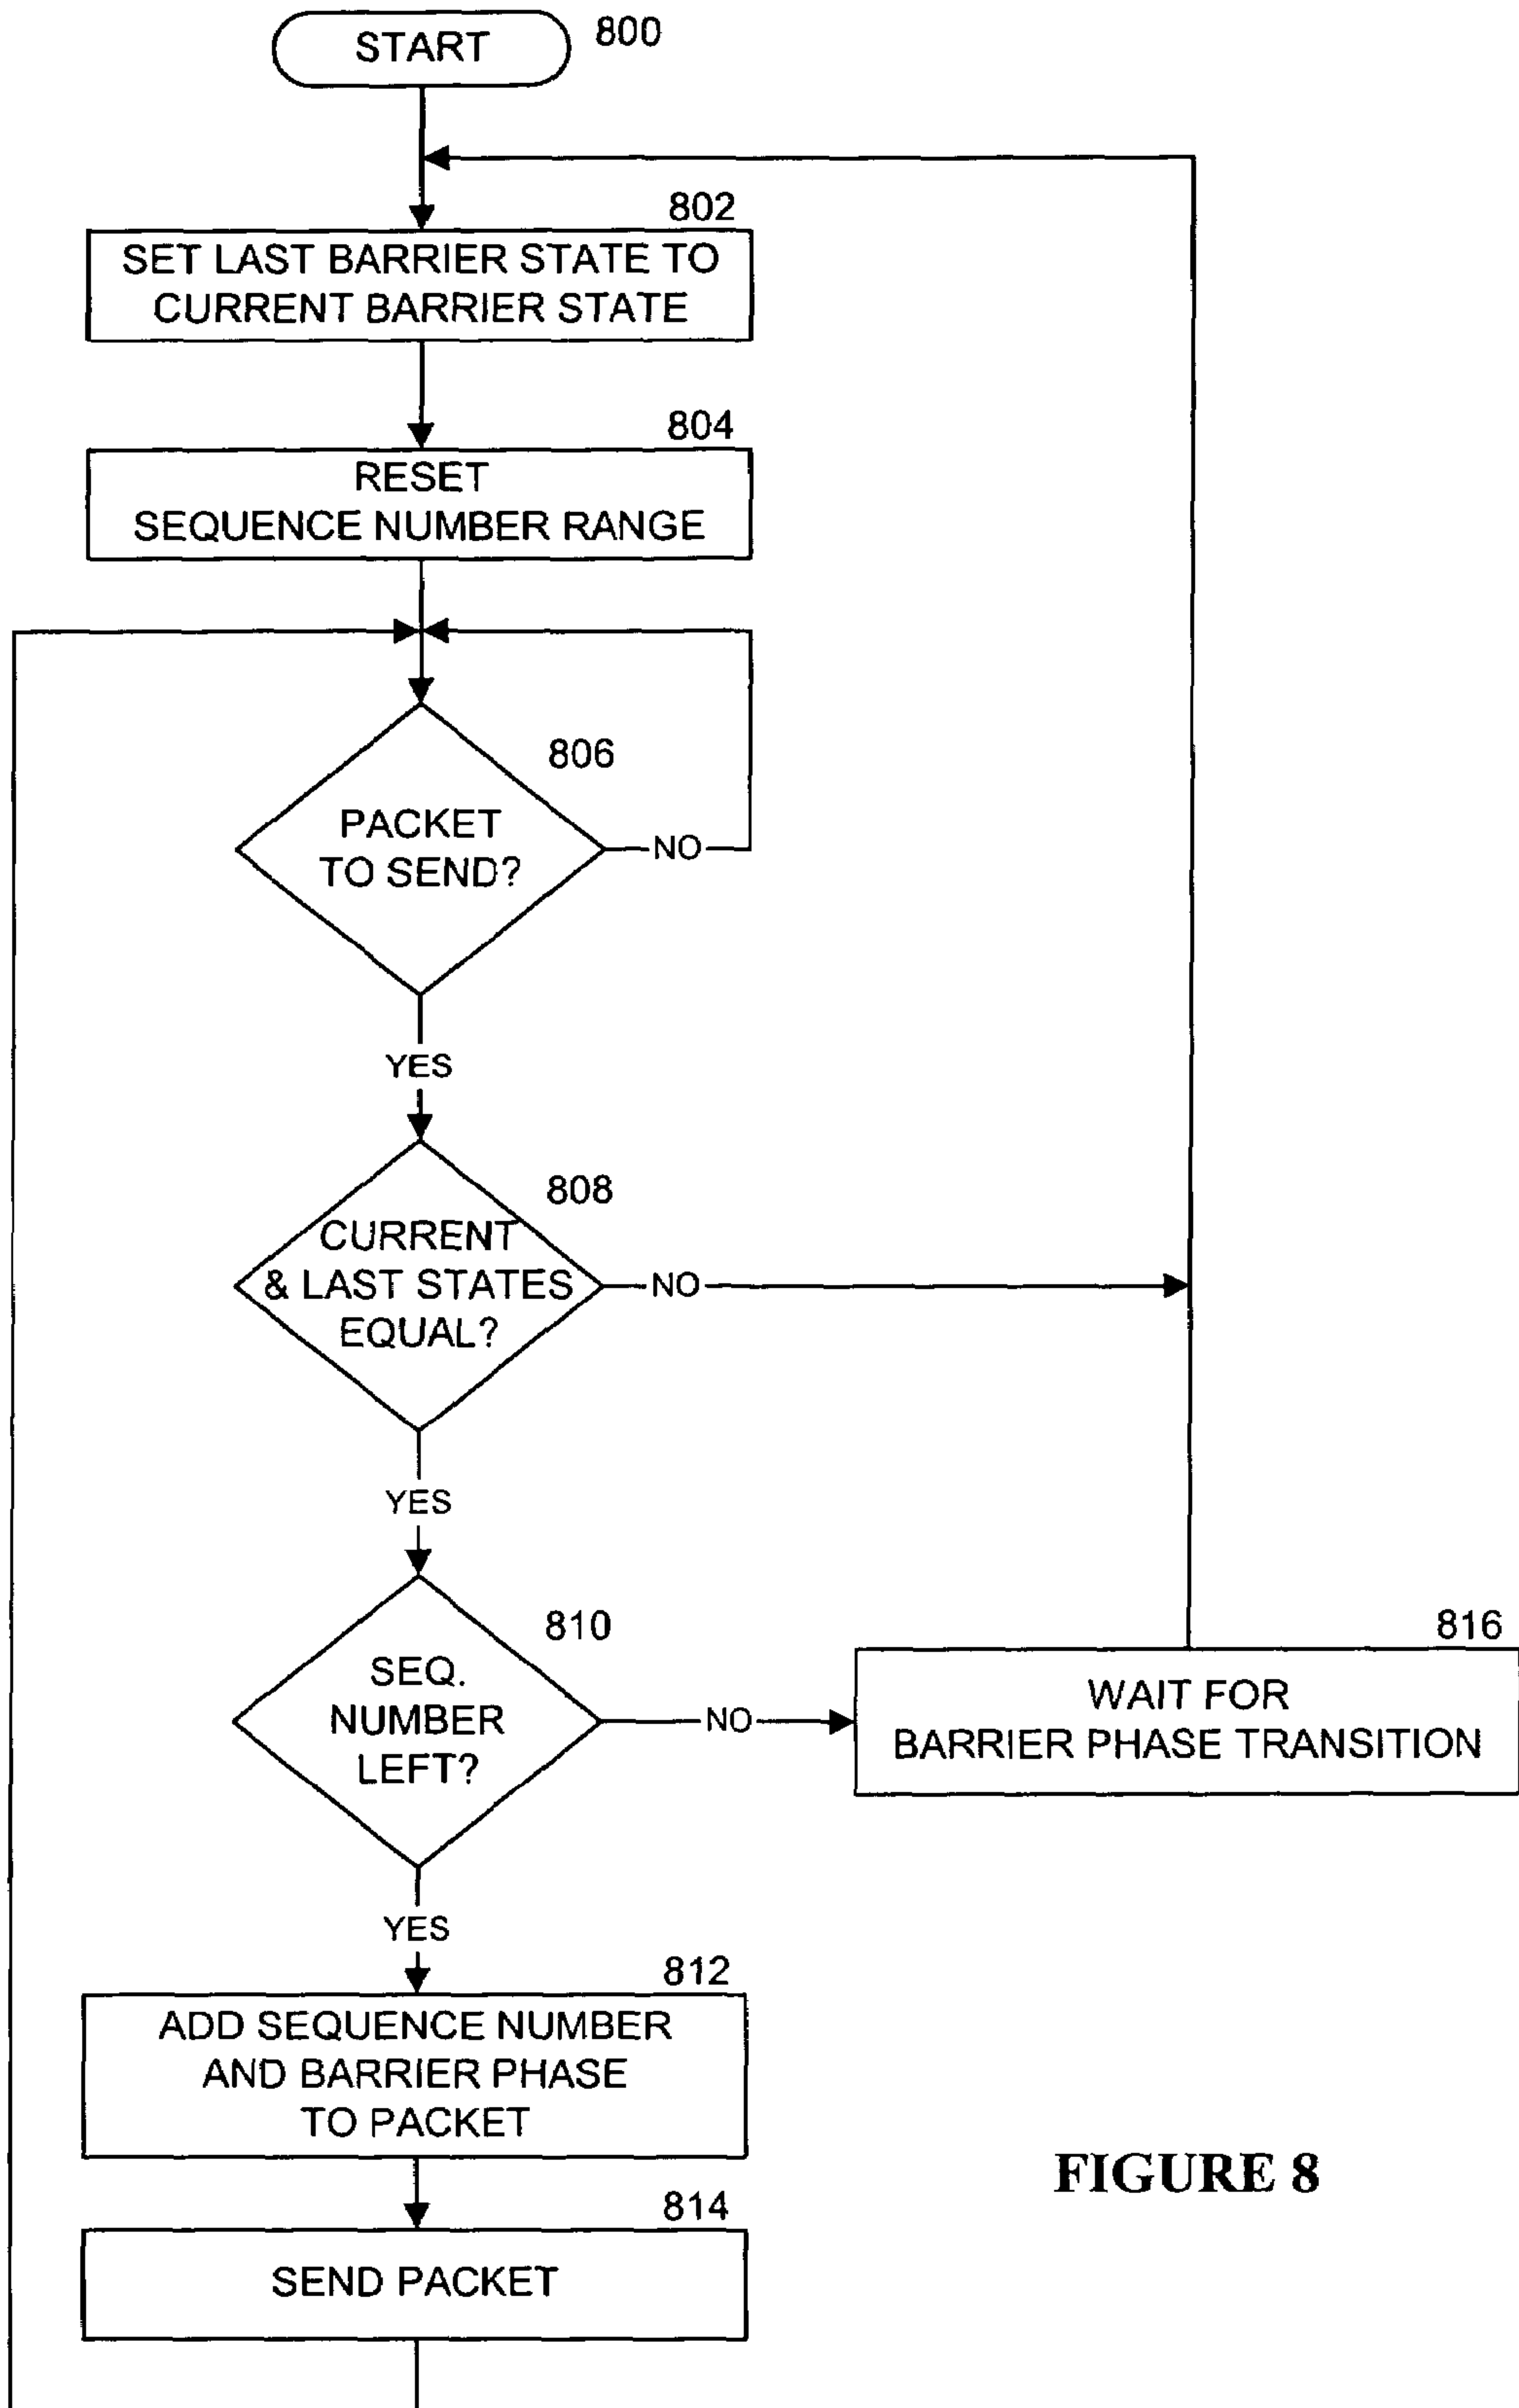 START
800
802
SET LAST BARRIER STATE TO
CURRENT BARRIER STATE
804
RESET
SEQUENCE NUMBER RANGE
806
PACKET
TO SEND?
NO
YES
808
CURRENT
& LAST STATES
EQUAL?
NO
YES
810
SEQ.
NUMBER
LEFT?
NO
816
WAIT FOR
BARRIER PHASE TRANSITION
YES
812
ADD SEQUENCE NUMBER
AND BARRIER PHASE
TO PACKET
814
SEND PACKET
FIGURE 8